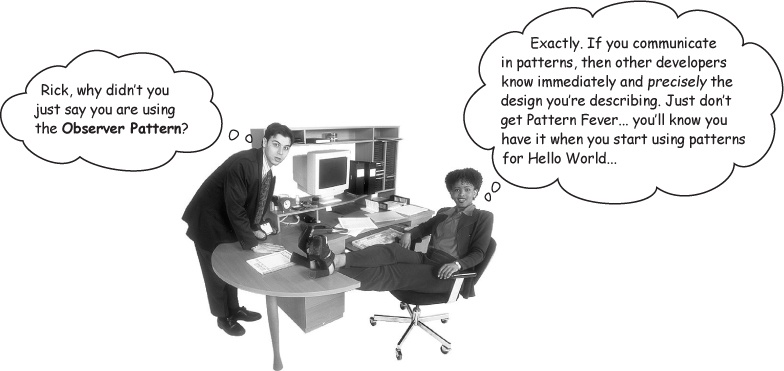 Rick, why didn't you
just say you are using
the Observer Pattern?
Exactly. If you communicate
in patterns, then other developers
know immediately and precisely the
design you're describing. Just don't
get Pattern Fever... you'll know you
have it when you start using patterns
for Hello World...